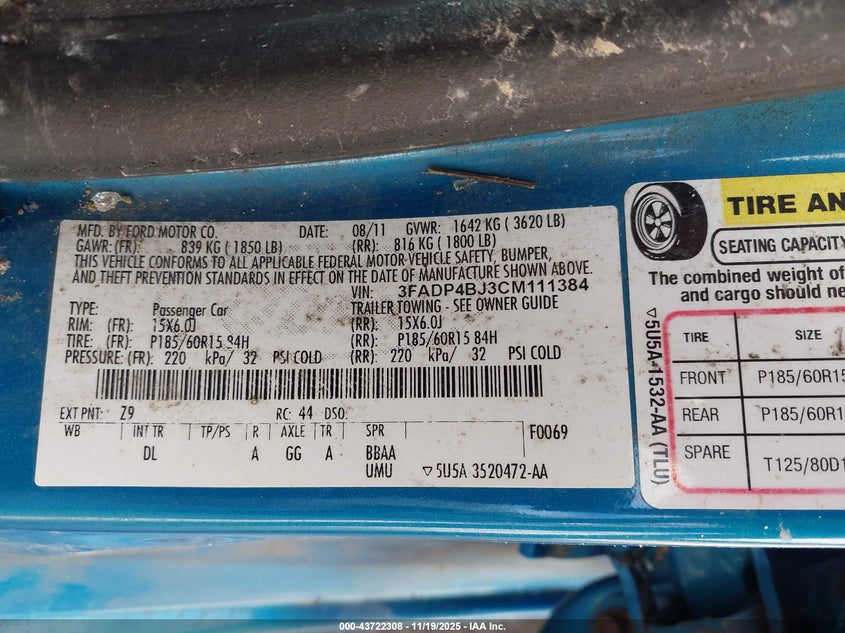 MFD. BY FORD MOTOR CO. DATE: 08/11 GVWR: 1642 KG ( 3620 LB)
GAWR: (FR): 839 KG ( 1850 LB) (RR): 816 KG ( 1800 LB)
THIS VEHICLE CONFORMS TO ALL APPLICABLE FEDERAL MOTOR VEHICLE SAFETY, BUMPER,
AND THEFT PREVENTION STANDARDS IN EFFECT ON THE DATE OF MANUFACTURE SHOWN ABOVE.
VIN: 3FADP4BJ3CM111384
TYPE: Passenger Car TRAILER TOWING - SEE OWNER GUIDE
RIM: (FR): 15X6.0J (RR): 15X6.0J
TIRE: (FR): P185/60R15 84H (RR): P185/60R15 84H
PRESSURE: (FR): 220 kPa/ 32 PSI COLD (RR): 220 kPa/ 32 PSI COLD
EXT PNT: Z9 RC: 44 DSO:
WB INT TR TP/PS R AXLE TR SPR F0069
DL A GG A BBAA
UMU ▽5U5A 3520472-AA
TIRE AN
SEATING CAPACITY
The combined weight of
and cargo should ne
▽5U5A-1532-AA (TLU)
TIRE SIZE
FRONT P185/60R15
REAR P185/60R1
SPARE T125/80D1
000-43722308 - 11/19/2025 - IAA Inc.